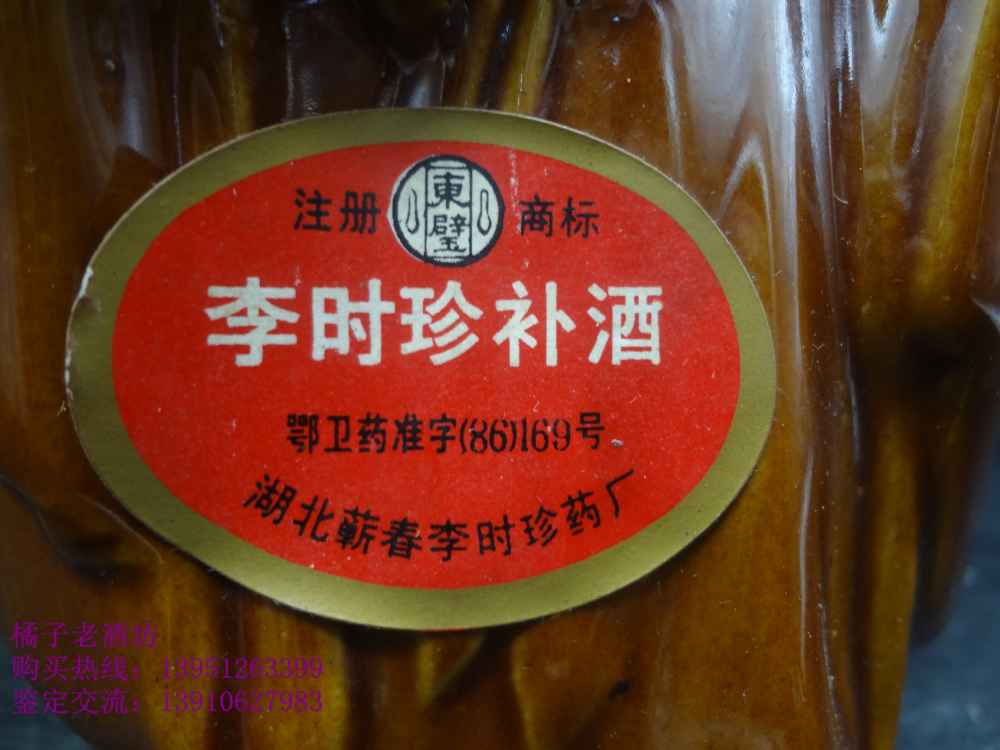 注册 東璧 商标
李时珍补酒
鄂卫药准字(86)169号
湖北蕲春李时珍药厂
橘子老酒坊
购买热线：13951263399
鉴定交流：13910627983